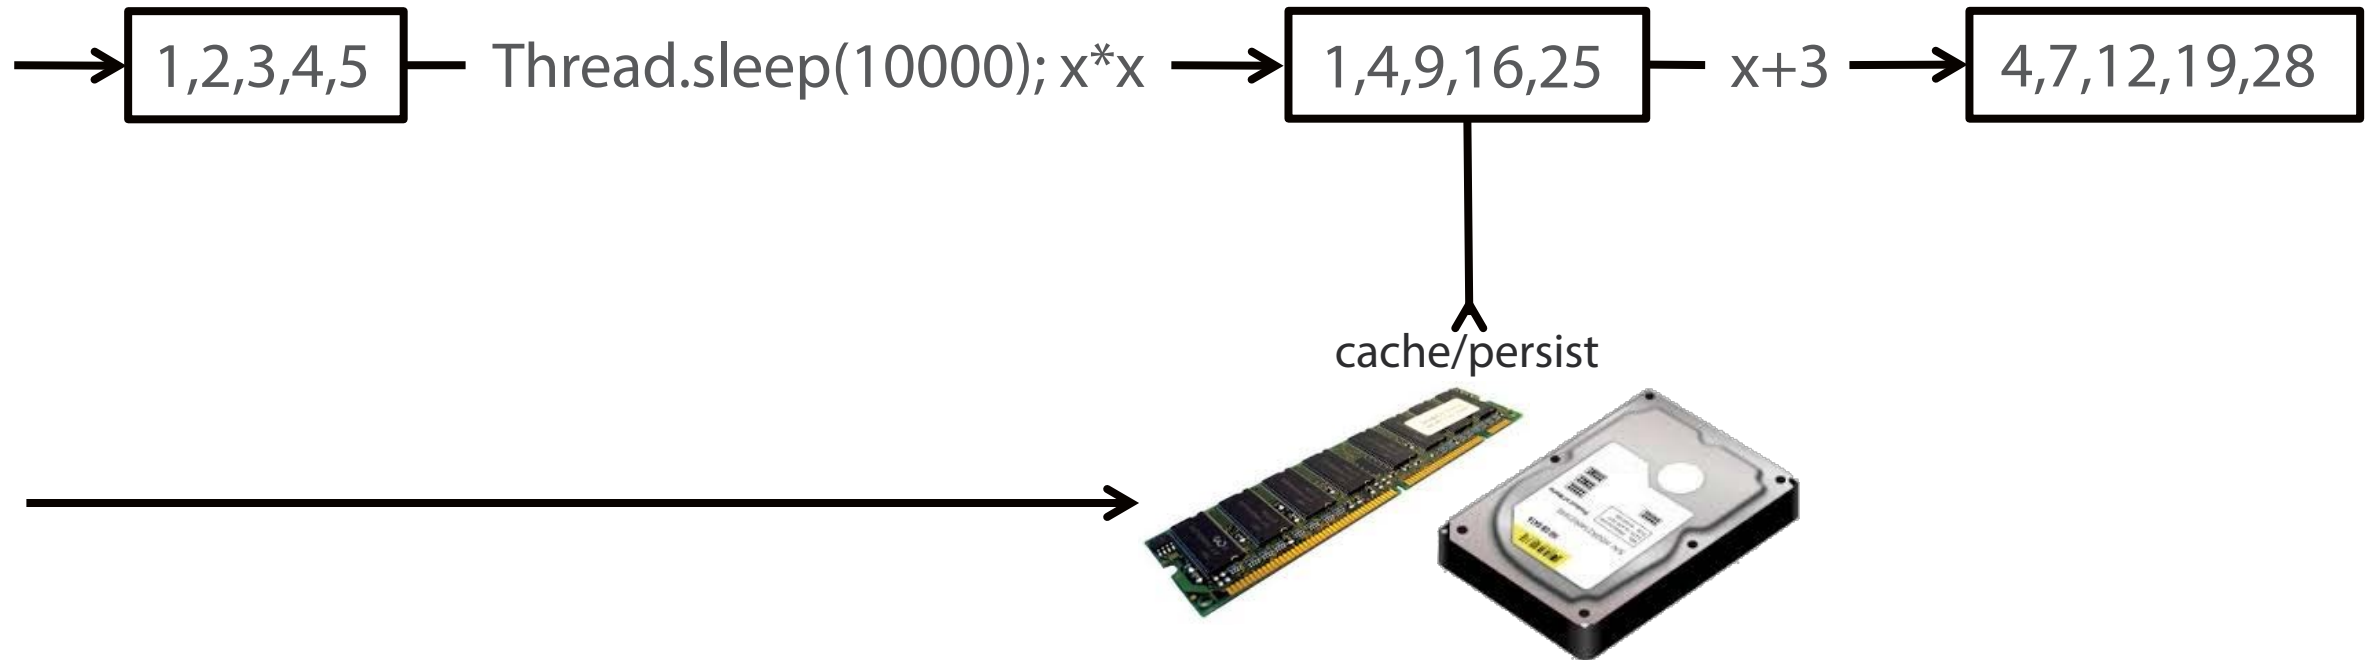 1,2,3,4,5 Thread.sleep(10000); x*x 1,4,9,16,25 x+3 4,7,12,19,28
cache/persist